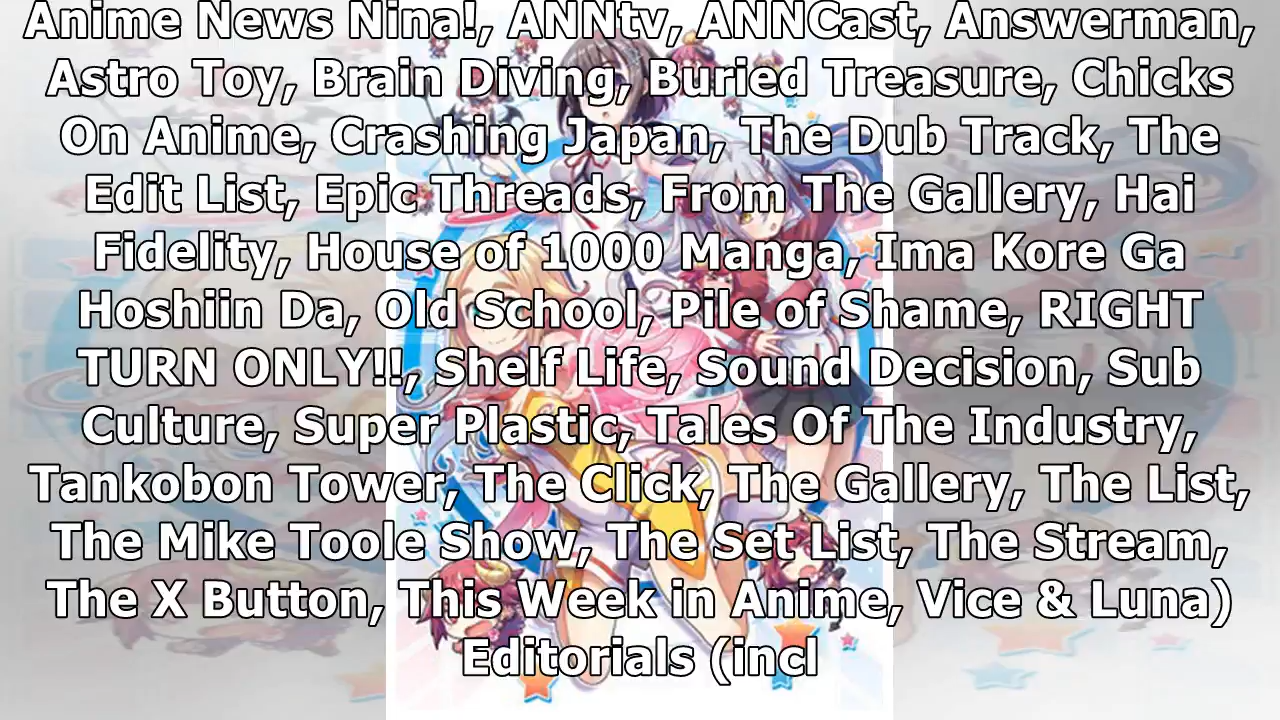 Anime News Nina!, ANNtv, ANNCast, Answerman,
Astro Toy, Brain Diving, Buried Treasure, Chicks
On Anime, Crashing Japan, The Dub Track, The
Edit List, Epic Threads, From The Gallery, Hai
Fidelity, House of 1000 Manga, Ima Kore Ga
Hoshiin Da, Old School, Pile of Shame, RIGHT
TURN ONLY!!, Shelf Life, Sound Decision, Sub
Culture, Super Plastic, Tales Of The Industry,
Tankobon Tower, The Click, The Gallery, The List,
The Mike Toole Show, The Set List, The Stream,
The X Button, This Week in Anime, Vice & Luna)
Editorials (incl